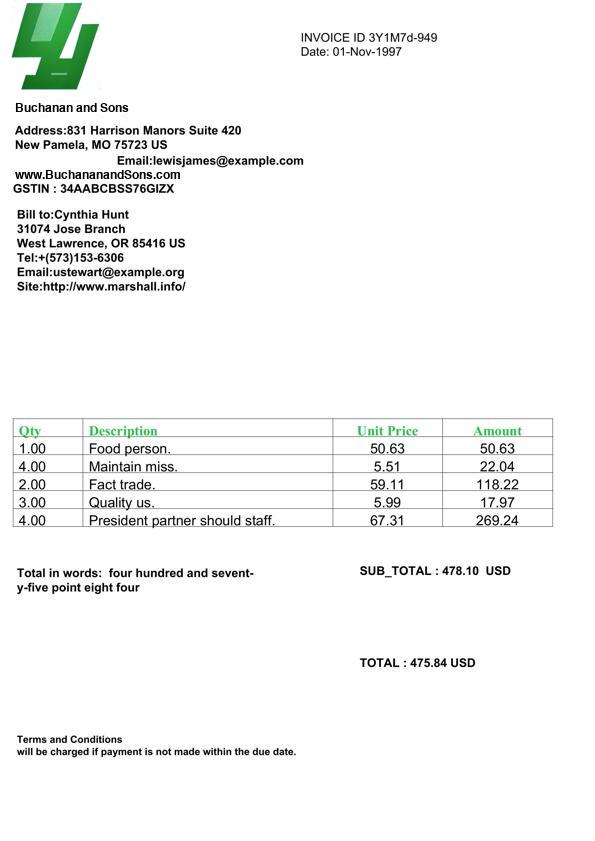 INVOICE ID 3Y1M7d-949
Date: 01-Nov-1997
Buchanan and Sons
Address:831 Harrison Manors Suite 420
New Pamela, MO 75723 US
Email:lewisjames@example.com
www.BuchananandSons.com
GSTIN : 34AABCBSS76GIZX
Bill to:Cynthia Hunt
31074 Jose Branch
West Lawrence, OR 85416 US
Tel:+(573)153-6306
Email:ustewart@example.org
Site:http://www.marshall.info/
Qty Description Unit Price Amount
1.00 Food person. 50.63 50.63
4.00 Maintain miss. 5.51 22.04
2.00 Fact trade. 59.11 118.22
3.00 Quality us. 5.99 17.97
4.00 President partner should staff. 67.31 269.24
Total in words: four hundred and sevent-
y-five point eight four
SUB_TOTAL : 478.10 USD
TOTAL : 475.84 USD
Terms and Conditions
will be charged if payment is not made within the due date.